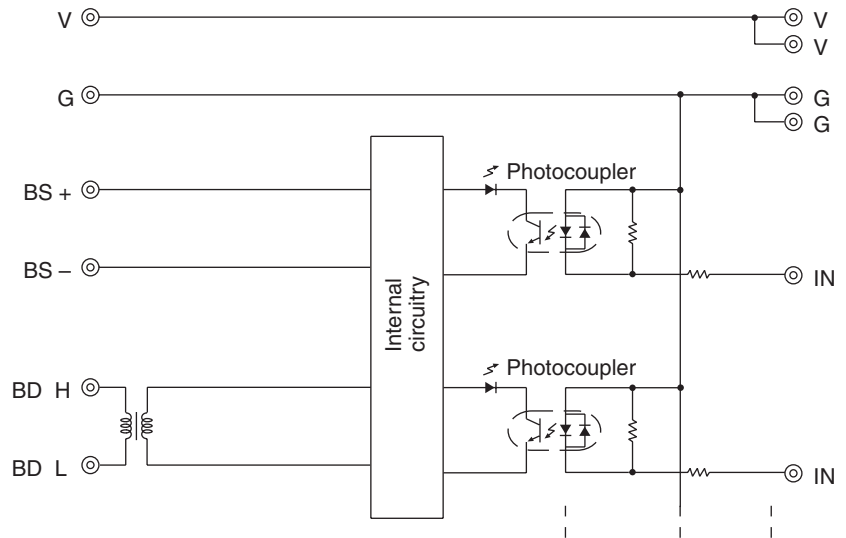 V
V
V
G
G
G
BS +
Photocoupler
BS –
IN
Internal
circuitry
BD H
Photocoupler
BD L
IN